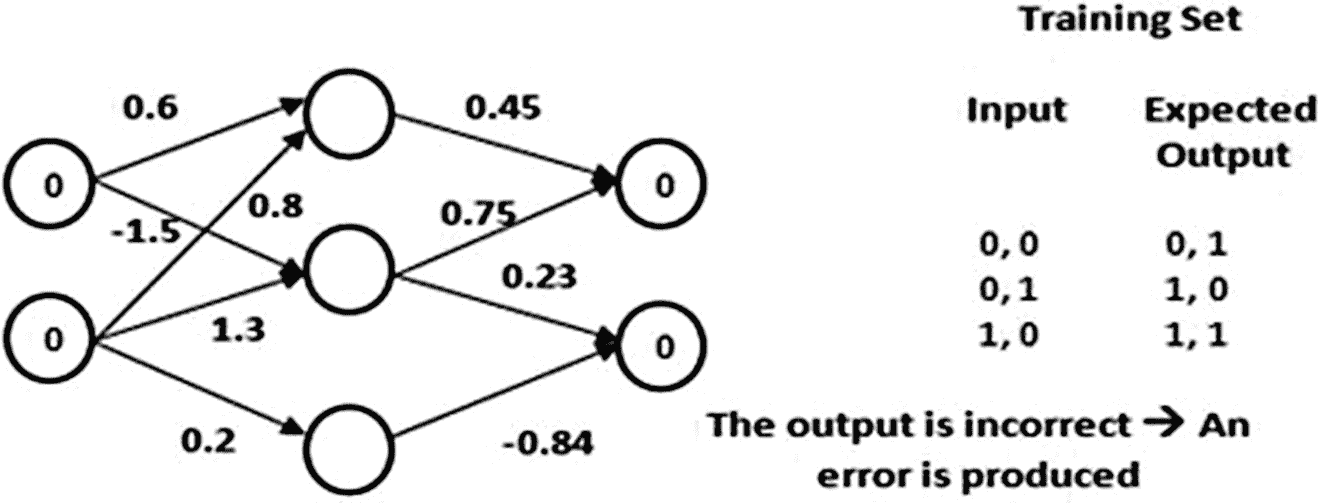 Training Set
Input Expected
Output
0.6
0.45
0
0
-1.5
0.8
0.75
0, 0 0, 1
0.23
0, 1 1, 0
1.3
0
0
1, 0 1, 1
0.2
-0.84
The output is incorrect → An
error is produced